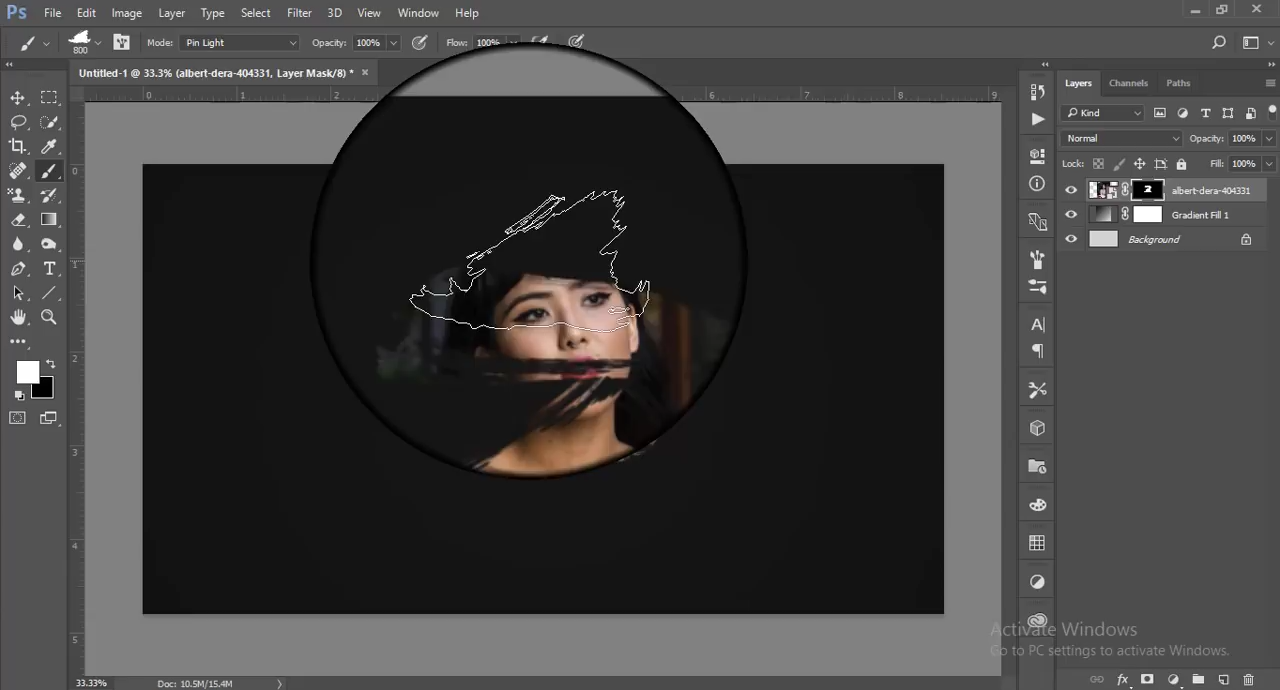 Ps File Edit Image Layer Type Select Filter 3D View Window Help
800 Mode: Pin Light Opacity: 100% Flow: 100%
Untitled-1 @ 33.3% (albert-dera-404331, Layer Mask/8) * ×
0 1 2 6 7 8 9
0
1
2
3
4
5
Layers Channels Paths
Kind T
Normal Opacity: 100%
Lock: Fill: 100%
albert-dera-404331
Gradient Fill 1
Background
T
A
Activate Windows
Go to PC settings to activate Windows.
fx
33.33% Doc: 10.5M/15.4M